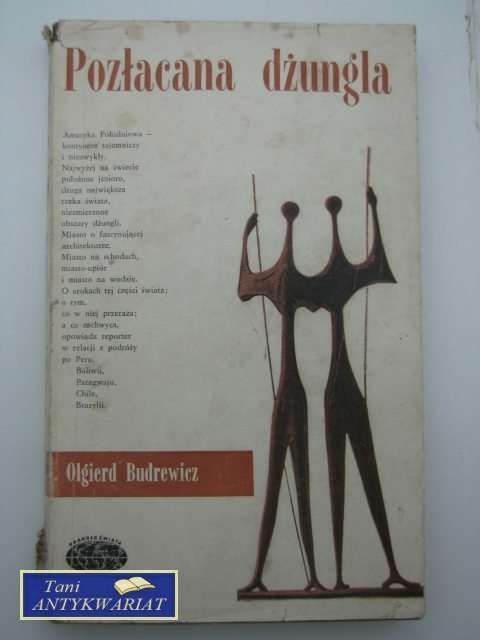 Pozłacana dżungla
Ameryka Południowa –
kontynent tajemniczy
i niezwykły.
Najwyżej na świecie
położone jezioro,
druga największa
rzeka świata,
niezmierzone
obszary dżungli.
Miasto o fascynującej
architekturze.
Miasto na schodach,
miasto-upiór
i miasto na wodzie.
O urokach tej części świata;
o tym,
co w niej przeraża;
a co zachwyca,
opowiada reporter
w relacji z podróży
po Peru,
Boliwii,
Paragwaju,
Chile,
Brazylii.
Olgierd Budrewicz
NAOKOŁO ŚWIATA
Tani
ANTYKWARIAT